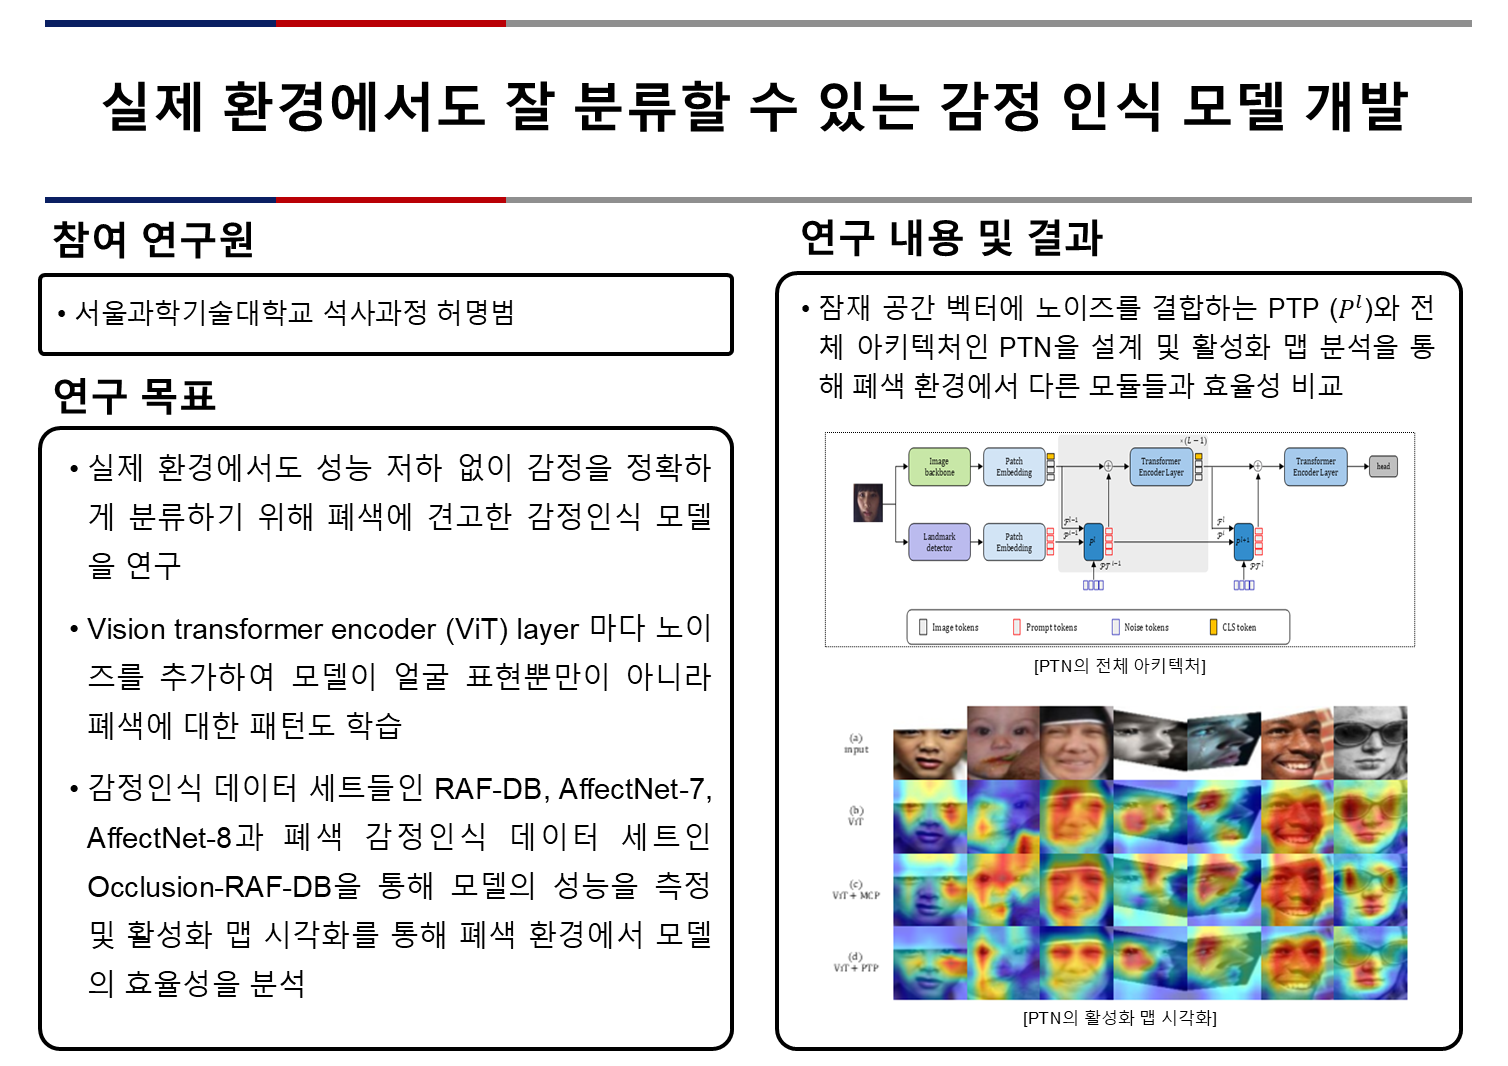 실제 환경에서도 잘 분류할 수 있는 감정 인식 모델 개발
참여 연구원
• 서울과학기술대학교 석사과정 허명범
연구 목표
• 실제 환경에서도 성능 저하 없이 감정을 정확하
게 분류하기 위해 폐색에 견고한 감정인식 모델
을 연구
• Vision transformer encoder (ViT) layer 마다 노이
즈를 추가하여 모델이 얼굴 표현뿐만이 아니라
폐색에 대한 패턴도 학습
• 감정인식 데이터 세트들인 RAF-DB, AffectNet-7,
AffectNet-8과 폐색 감정인식 데이터 세트인
Occlusion-RAF-DB을 통해 모델의 성능을 측정
및 활성화 맵 시각화를 통해 폐색 환경에서 모델
의 효율성을 분석
연구 내용 및 결과
• 잠재 공간 벡터에 노이즈를 결합하는 PTP (P^l)와 전
체 아키텍처인 PTN을 설계 및 활성화 맵 분석을 통
해 폐색 환경에서 다른 모듈들과 효율성 비교
×(L − 1)
Image
backbone
Patch
Embedding
Transformer
Encoder Layer
Transformer
Encoder Layer
head
Landmark
detector
Patch
Embedding
P^l
P^{l+1}
Image tokens
Prompt tokens
Noise tokens
CLS token
[PTN의 전체 아키텍처]
(a)
input
(b)
ViT
(c)
ViT + MCP
(d)
ViT + PTP
[PTN의 활성화 맵 시각화]